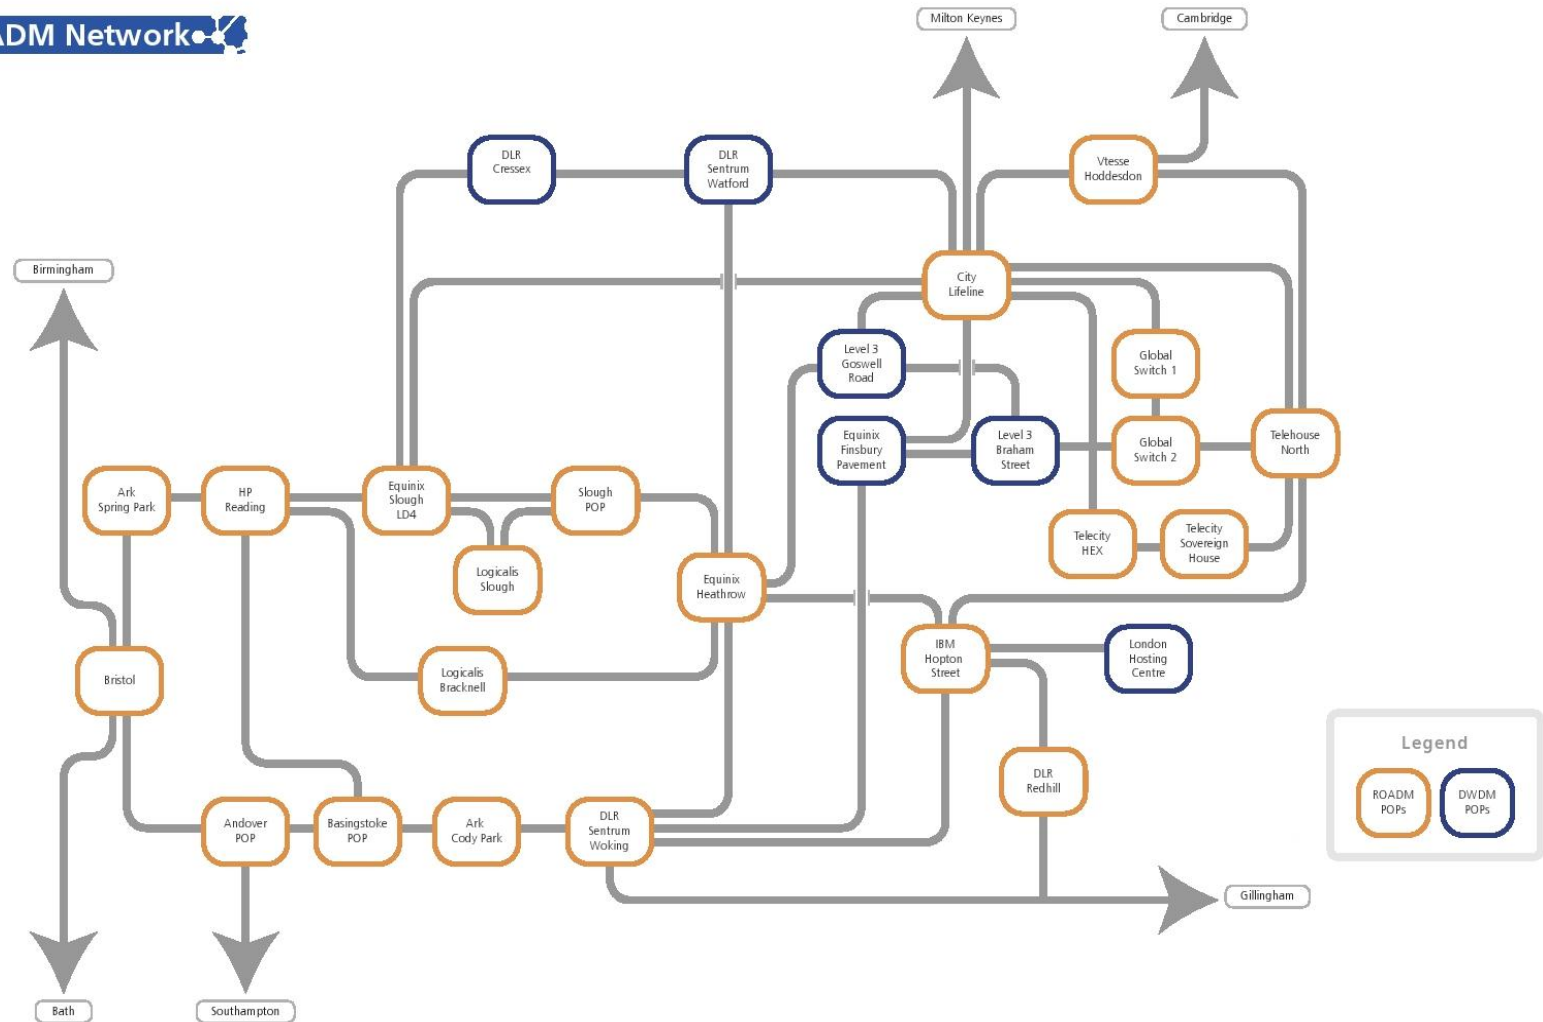 ADM Network
Milton Keynes
Cambridge
DLR
Cressex
DLR
Sentrum
Watford
Vtesse
Hoddesdon
Birmingham
City
Lifeline
Level 3
Goswell
Road
Global
Switch 1
Equinix
Finsbury
Pavement
Level 3
Braham
Street
Global
Switch 2
Telehouse
North
Ark
Spring Park
HP
Reading
Equinix
Slough
LD4
Slough
POP
Telecity
HEX
Telecity
Sovereign
House
Logicalis
Slough
Equinix
Heathrow
IBM
Hopton
Street
London
Hosting
Centre
Bristol
Logicalis
Bracknell
DLR
Redhill
Legend
ROADM
POPs
DWDM
POPs
Andover
POP
Basingstoke
POP
Ark
Cody Park
DLR
Sentrum
Woking
Gillingham
Bath
Southampton